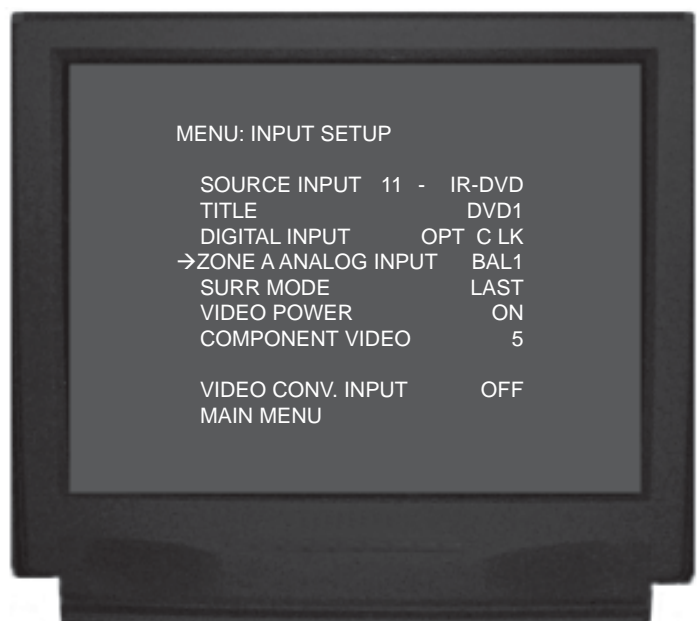 MENU: INPUT SETUP
SOURCE INPUT 11 - IR-DVD
TITLE DVD1
DIGITAL INPUT OPT C LK
→ZONE A ANALOG INPUT BAL1
SURR MODE LAST
VIDEO POWER ON
COMPONENT VIDEO 5
VIDEO CONV. INPUT OFF
MAIN MENU